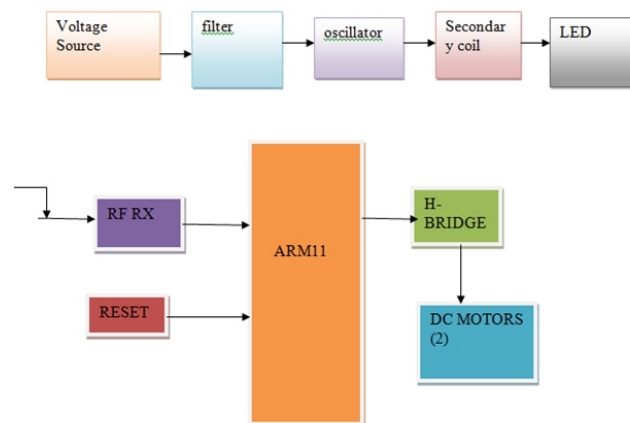 Voltage
Source
filter
oscillator
Secondar
y coil
LED
RF RX
RESET
ARM11
H-
BRIDGE
DC MOTORS
(2)